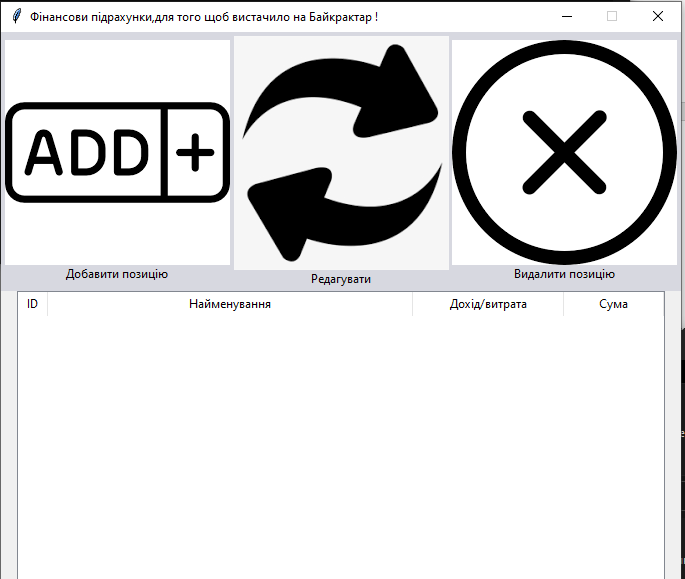 Фінансови підрахунки,для того щоб вистачило на Байкрактар !
ADD +
Добавити позицію
Редагувати
Видалити позицію
ID Найменування Дохід/витрата Сума